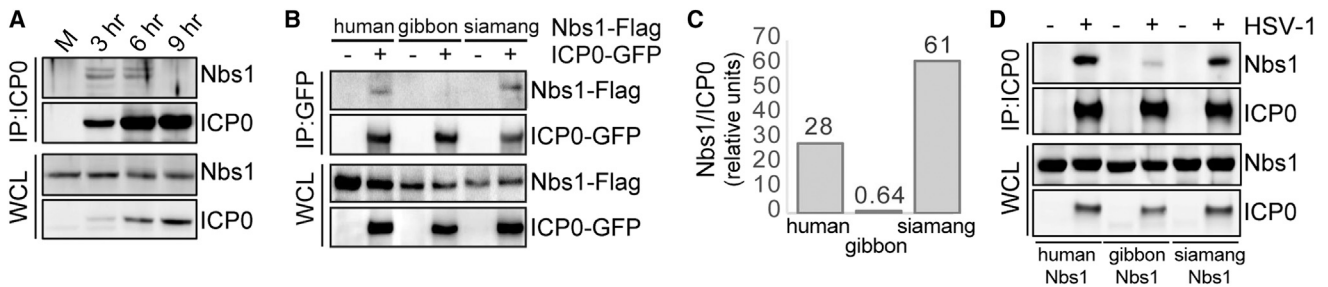 A
M 3 hr 6 hr 9 hr
IP:ICP0
Nbs1
ICP0
WCL
Nbs1
ICP0
B
human gibbon siamang Nbs1-Flag
- + - + - + ICP0-GFP
IP:GFP
Nbs1-Flag
ICP0-GFP
WCL
Nbs1-Flag
ICP0-GFP
C
Nbs1/ICP0
(relative units)
70
60
50
40
30
20
10
0
28
0.64
61
human
gibbon
siamang
D
- + - + - + HSV-1
IP:ICP0
Nbs1
ICP0
WCL
Nbs1
ICP0
human gibbon siamang
Nbs1 Nbs1 Nbs1